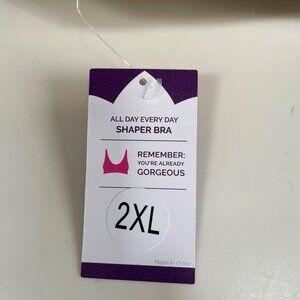 ALL DAY EVERY DAY
SHAPER BRA
REMEMBER:
YOU'RE ALREADY
GORGEOUS
2XL
Made in China